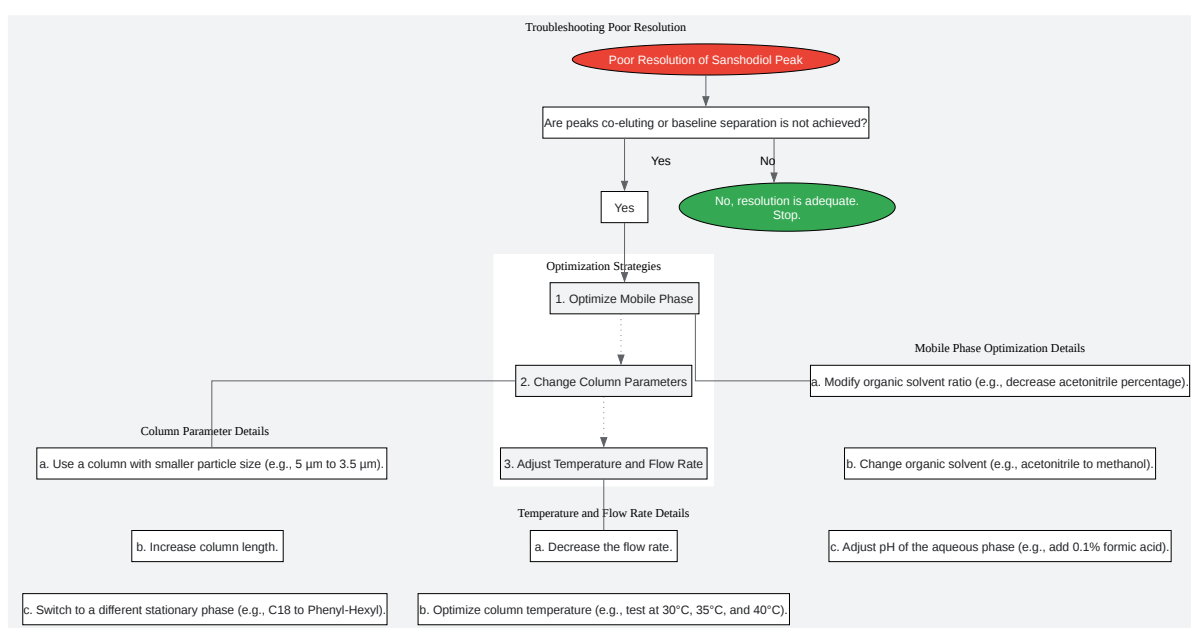 Troubleshooting Poor Resolution
Poor Resolution of Sanshodiol Peak
Are peaks co-eluting or baseline separation is not achieved?
Yes
No
Yes
No, resolution is adequate.
Stop.
Optimization Strategies
1. Optimize Mobile Phase
Mobile Phase Optimization Details
2. Change Column Parameters
a. Modify organic solvent ratio (e.g., decrease acetonitrile percentage).
Column Parameter Details
a. Use a column with smaller particle size (e.g., 5 µm to 3.5 µm).
3. Adjust Temperature and Flow Rate
b. Change organic solvent (e.g., acetonitrile to methanol).
Temperature and Flow Rate Details
b. Increase column length.
a. Decrease the flow rate.
c. Adjust pH of the aqueous phase (e.g., add 0.1% formic acid).
c. Switch to a different stationary phase (e.g., C18 to Phenyl-Hexyl).
b. Optimize column temperature (e.g., test at 30°C, 35°C, and 40°C).